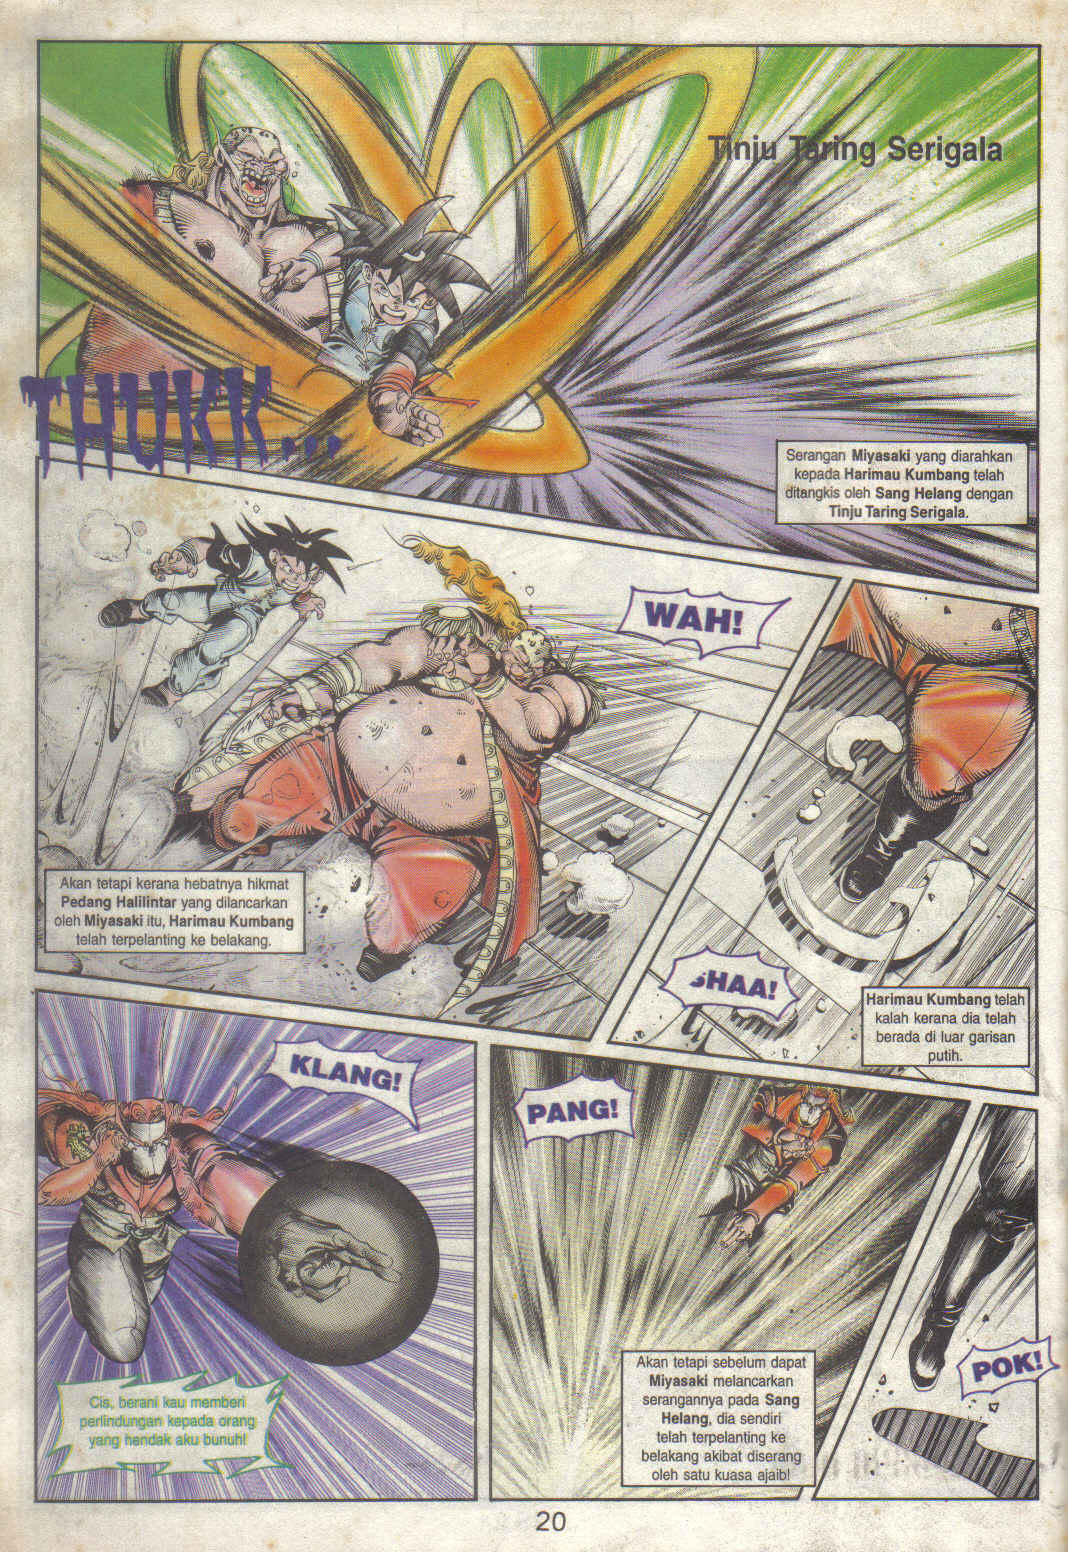 Tinju Taring Serigala
THUKK...
Serangan Miyasaki yang diarahkan
kepada Harimau Kumbang telah
ditangkis oleh Sang Helang dengan
Tinju Taring Serigala.
WAH!
Akan tetapi kerana hebatnya hikmat
Pedang Halilintar yang dilancarkan
oleh Miyasaki itu, Harimau Kumbang
telah terpelanting ke belakang.
SHAA!
Harimau Kumbang telah
kalah kerana dia telah
berada di luar garisan
putih.
KLANG!
Cis, berani kau memberi
perlindungan kepada orang
yang hendak aku bunuh!
PANG!
Akan tetapi sebelum dapat
Miyasaki melancarkan
serangannya pada Sang
Helang, dia sendiri
telah terpelanting ke
belakang akibat diserang
oleh satu kuasa ajaib!
POK!
20